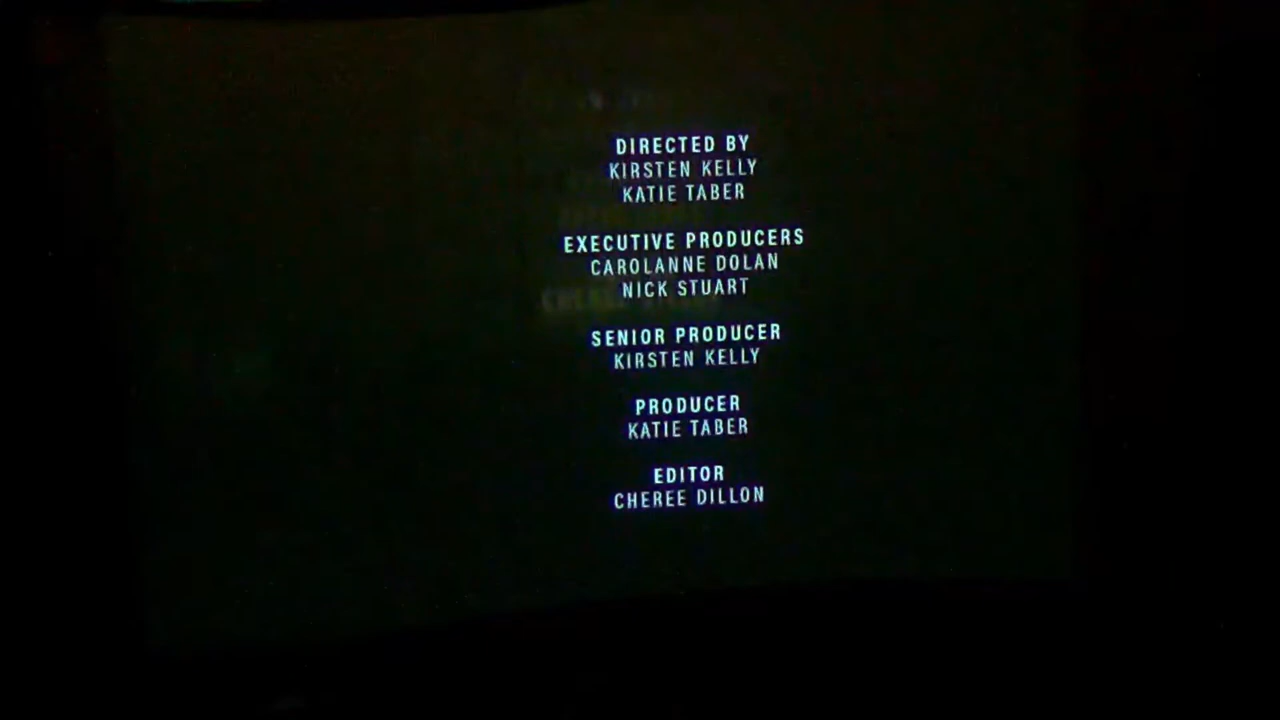 DIRECTED BY
KIRSTEN KELLY
KATIE TABER
EXECUTIVE PRODUCERS
CAROLANNE DOLAN
NICK STUART
SENIOR PRODUCER
KIRSTEN KELLY
PRODUCER
KATIE TABER
EDITOR
CHEREE DILLON